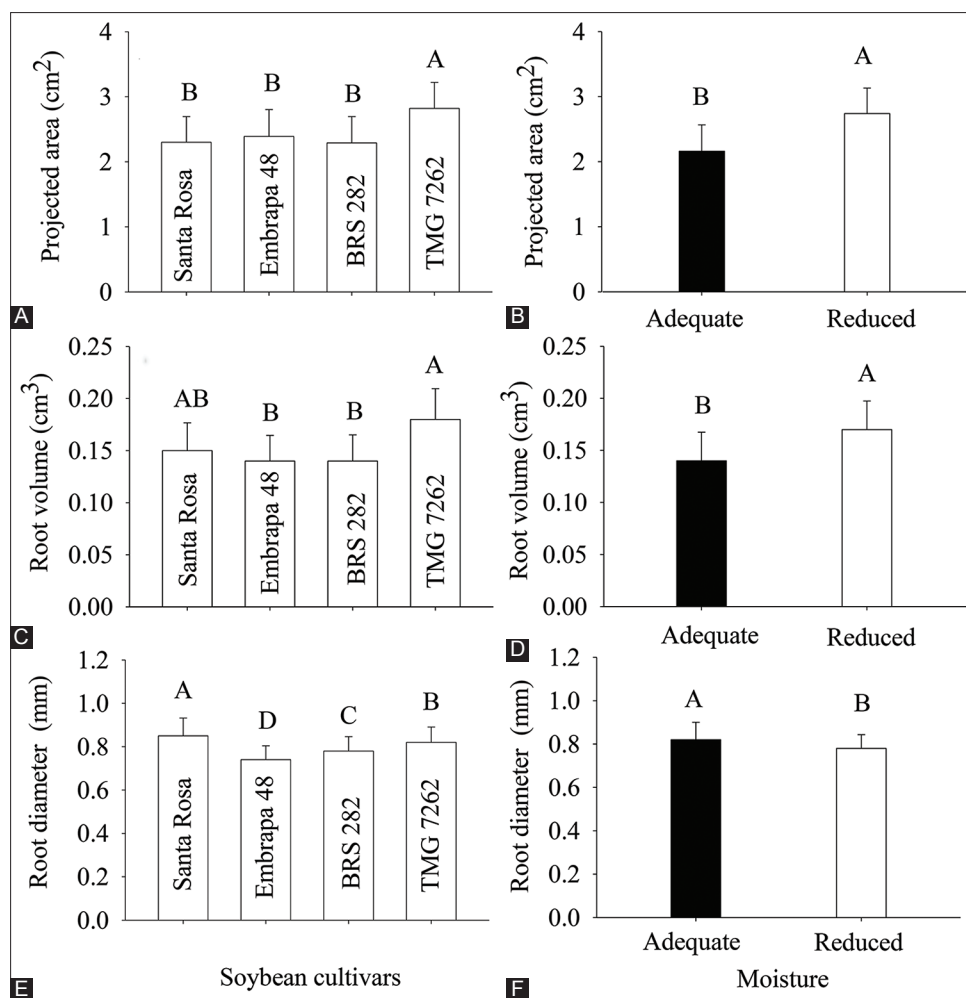 Projected area (cm²)
4
3
2
1
0
B
B
B
A
Santa Rosa
Embrapa 48
BRS 282
TMG 7262
A
Projected area (cm²)
4
3
2
1
0
B
A
Adequate
Reduced
B
Root volume (cm³)
0.25
0.20
0.15
0.10
0.05
0.00
AB
B
B
A
Santa Rosa
Embrapa 48
BRS 282
TMG 7262
C
Root volume (cm³)
0.25
0.20
0.15
0.10
0.05
0.00
B
A
Adequate
Reduced
D
Root diameter (mm)
1.2
1.0
0.8
0.6
0.4
0.2
0.0
A
D
C
B
Santa Rosa
Embrapa 48
BRS 282
TMG 7262
Soybean cultivars
E
Root diameter (mm)
1.2
1.0
0.8
0.6
0.4
0.2
0.0
A
B
Adequate
Reduced
Moisture
F